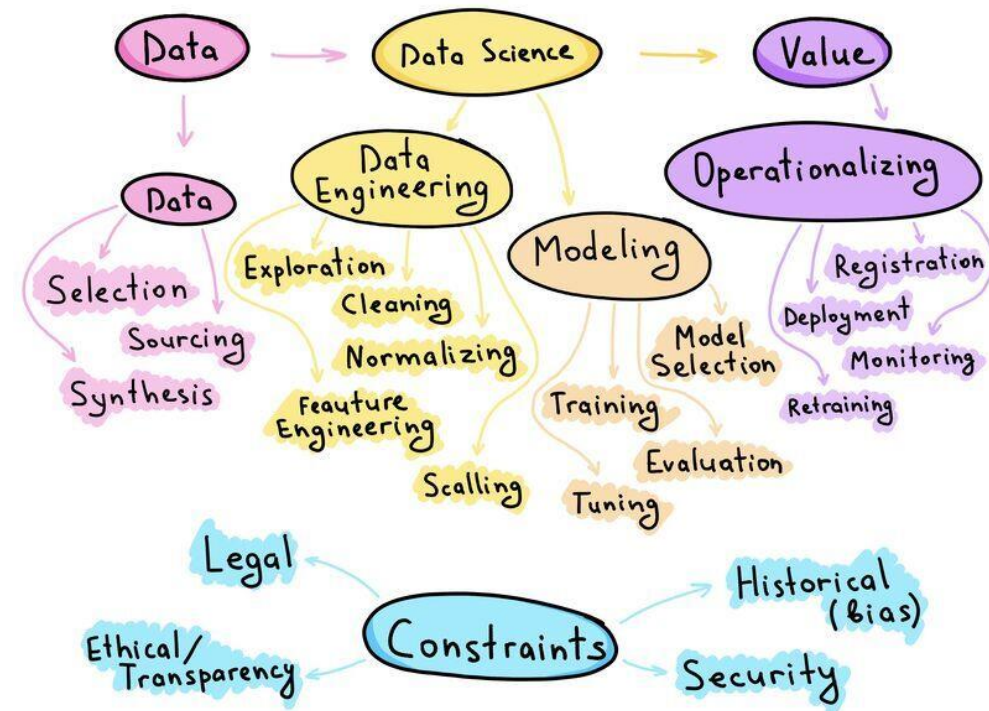 Data
Data Science
Value
Data
Data
Engineering
Operationalizing
Modeling
Selection
Sourcing
Synthesis
Exploration
Cleaning
Normalizing
Feauture
Engineering
Scalling
Model
Selection
Training
Evaluation
Tuning
Registration
Deployment
Monitoring
Retraining
Legal
Ethical/
Transparency
Constraints
Historical
(bias)
Security